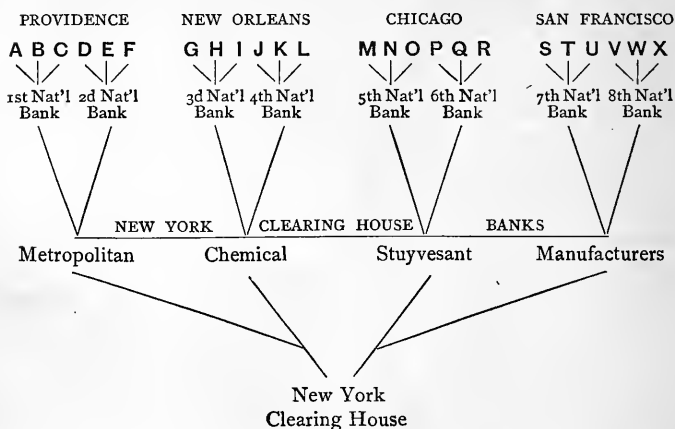 PROVIDENCE NEW ORLEANS CHICAGO SAN FRANCISCO
A B C D E F G H I J K L M N O P Q R S T U V W X
1st Nat'l 2d Nat'l 3d Nat'l 4th Nat'l 5th Nat'l 6th Nat'l 7th Nat'l 8th Nat'l
Bank Bank Bank Bank Bank Bank Bank Bank
NEW YORK CLEARING HOUSE BANKS
Metropolitan Chemical Stuyvesant Manufacturers
New York
Clearing House